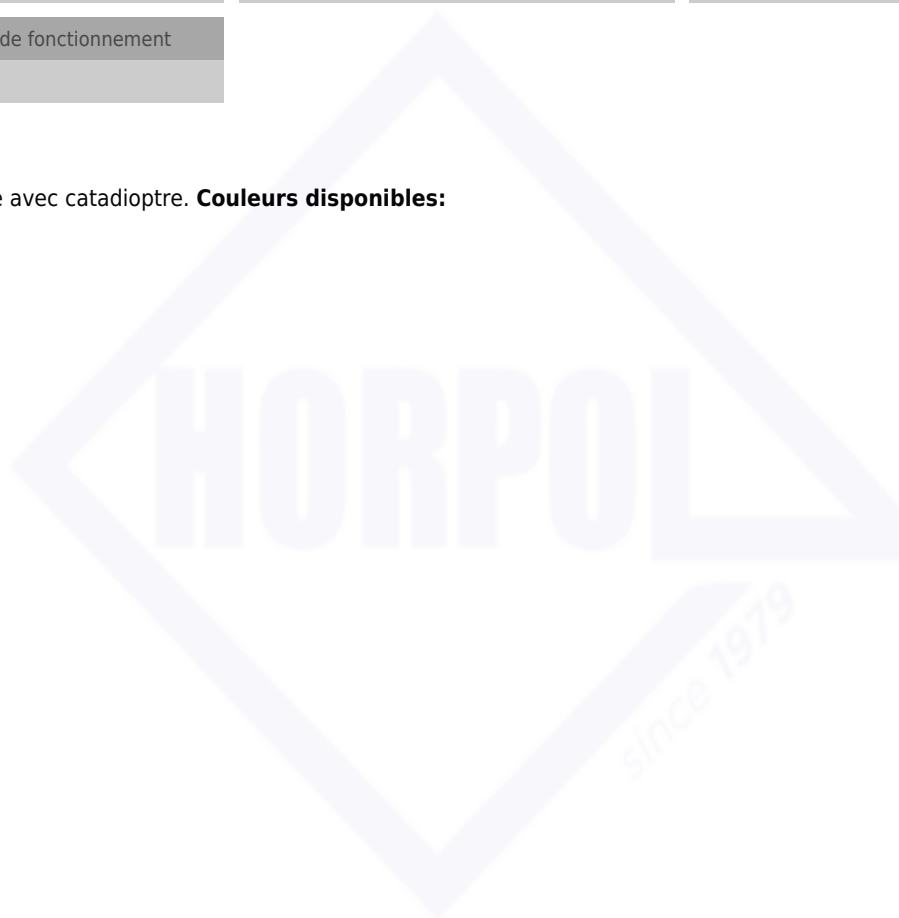 de fonctionnement
avec catadioptre. Couleurs disponibles:
HORPOL
since 1979